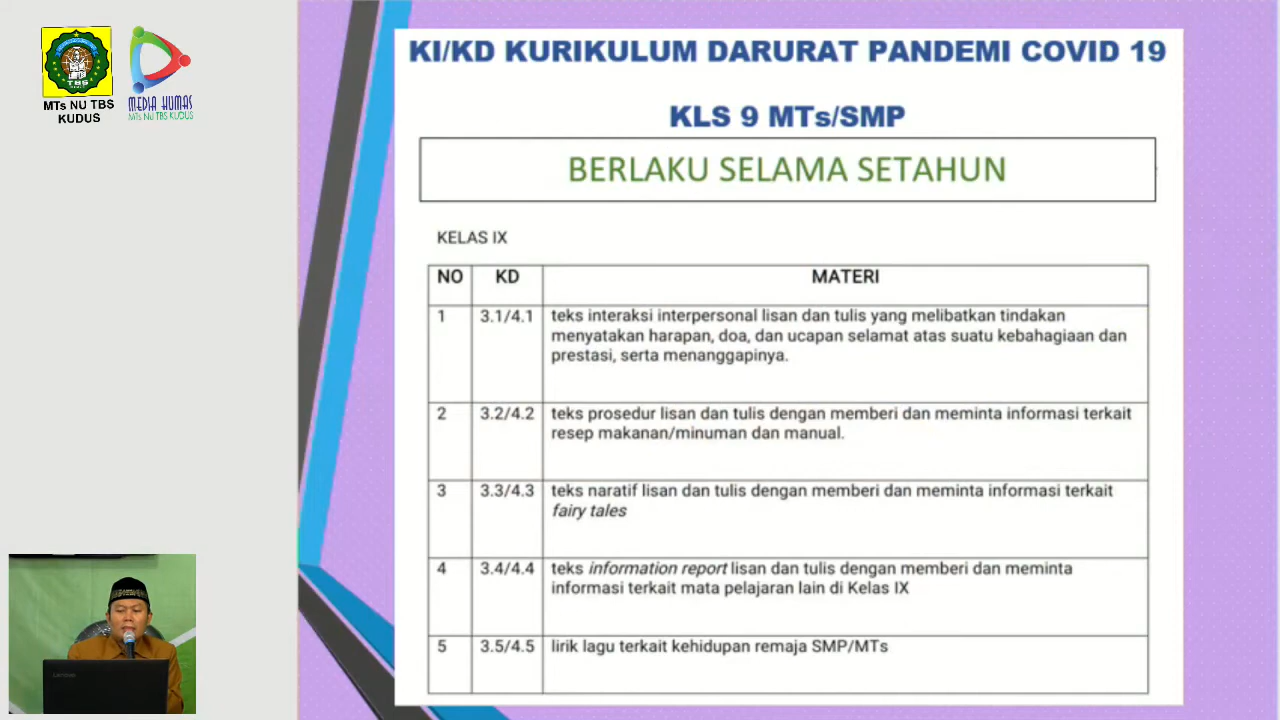 MTs NU TBS
KUDUS
TBS
MEDIA HUMAS
MTs NU TBS KUDUS
KI/KD KURIKULUM DARURAT PANDEMI COVID 19
KLS 9 MTs/SMP
BERLAKU SELAMA SETAHUN
KELAS IX
NO KD MATERI
1 3.1/4.1 teks interaksi interpersonal lisan dan tulis yang melibatkan tindakan
menyatakan harapan, doa, dan ucapan selamat atas suatu kebahagiaan dan
prestasi, serta menanggapinya.
2 3.2/4.2 teks prosedur lisan dan tulis dengan memberi dan meminta informasi terkait
resep makanan/minuman dan manual.
3 3.3/4.3 teks naratif lisan dan tulis dengan memberi dan meminta informasi terkait
fairy tales
4 3.4/4.4 teks information report lisan dan tulis dengan memberi dan meminta
informasi terkait mata pelajaran lain di Kelas IX
5 3.5/4.5 lirik lagu terkait kehidupan remaja SMP/MTs